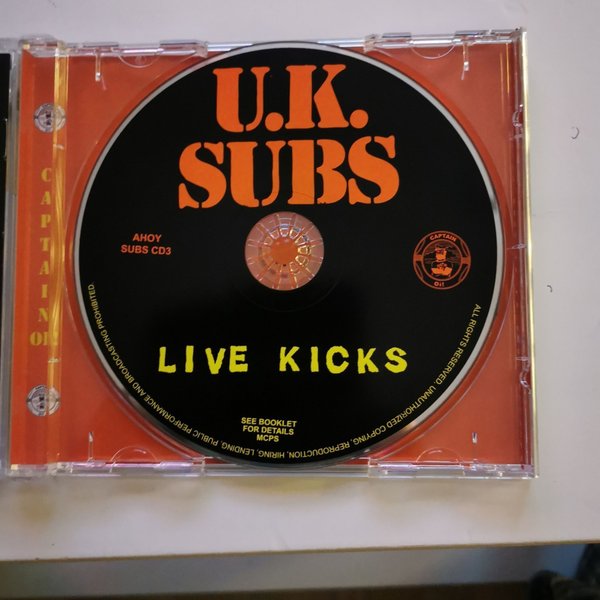 CAPTAIN
OI!
U.K.
SUBS
AHOY
SUBS CD3
CAPTAIN
Oi!
LIVE KICKS
SEE BOOKLET
FOR DETAILS
MCPS
ALL RIGHTS RESERVED. UNAUTHORIZED COPYING, REPRODUCTION, HIRING, LENDING, PUBLIC PERFORMANCE AND BROADCASTING PROHIBITED.